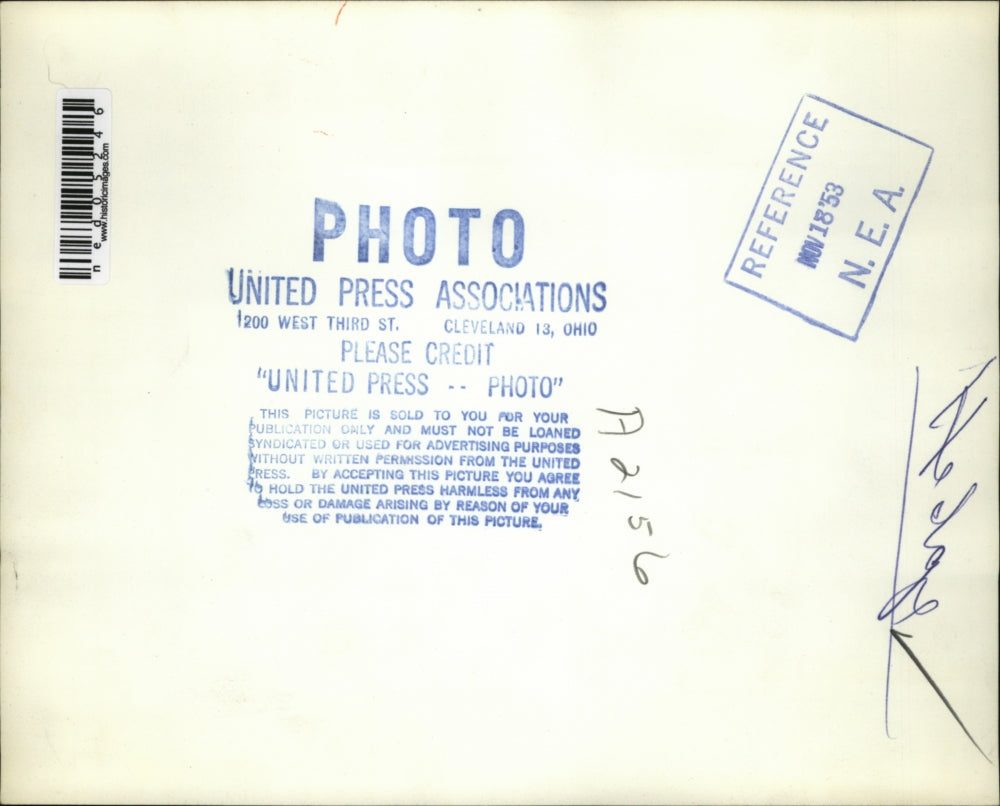 ned05246
www.historicimages.com
PHOTO
UNITED PRESS ASSOCIATIONS
1200 WEST THIRD ST. CLEVELAND 13, OHIO
PLEASE CREDIT
"UNITED PRESS -- PHOTO"
THIS PICTURE IS SOLD TO YOU FOR YOUR
PUBLICATION ONLY AND MUST NOT BE LOANED
SYNDICATED OR USED FOR ADVERTISING PURPOSES
WITHOUT WRITTEN PERMISSION FROM THE UNITED
PRESS. BY ACCEPTING THIS PICTURE YOU AGREE
TO HOLD THE UNITED PRESS HARMLESS FROM ANY
LOSS OR DAMAGE ARISING BY REASON OF YOUR
USE OF PUBLICATION OF THIS PICTURE.
REFERENCE
NOV 18 '53
N. E. A.
A2156